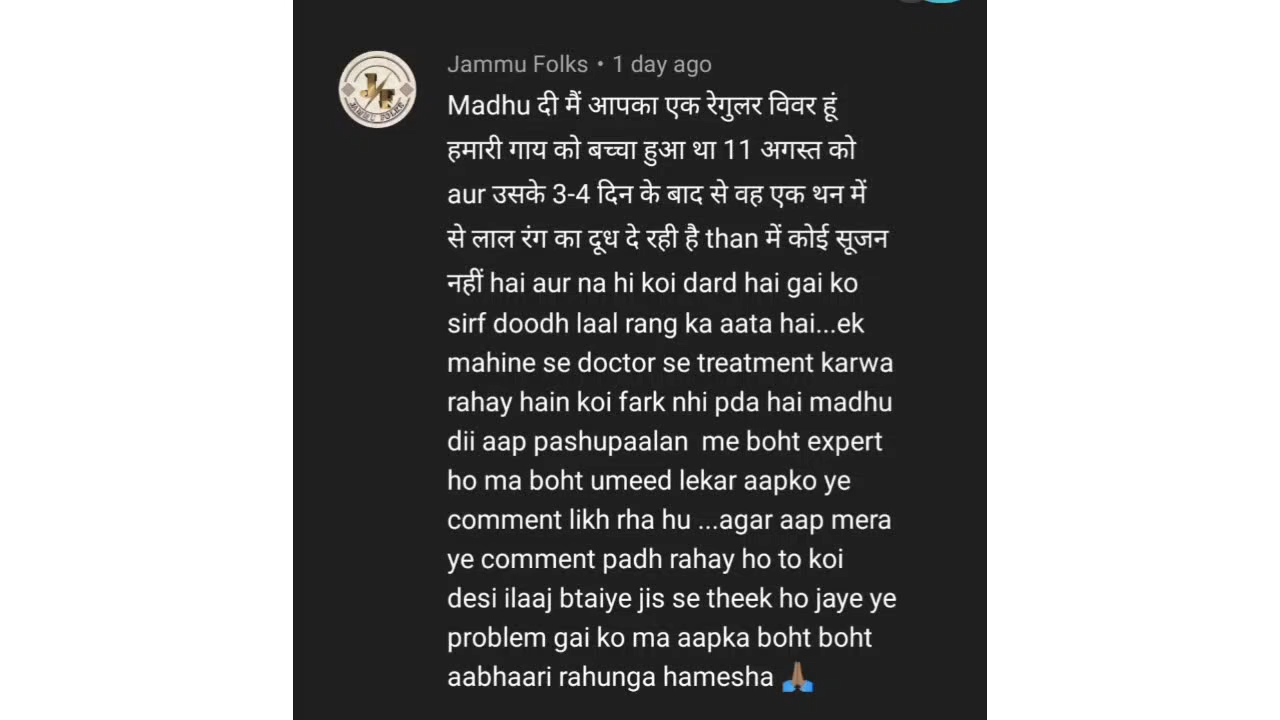 Jammu Folks • 1 day ago
Madhu दी मैं आपका एक रेगुलर विवर हूं
हमारी गाय को बच्चा हुआ था 11 अगस्त को
aur उसके 3-4 दिन के बाद से वह एक थन में
से लाल रंग का दूध दे रही है than में कोई सूजन
नहीं hai aur na hi koi dard hai gai ko
sirf doodh laal rang ka aata hai...ek
mahine se doctor se treatment karwa
rahay hain koi fark nhi pda hai madhu
dii aap pashupaalan me boht expert
ho ma boht umeed lekar aapko ye
comment likh rha hu ...agar aap mera
ye comment padh rahay ho to koi
desi ilaaj btaiye jis se theek ho jaye ye
problem gai ko ma aapka boht boht
aabhaari rahunga hamesha 🙏🏾
JF
JAMMU FOLKS